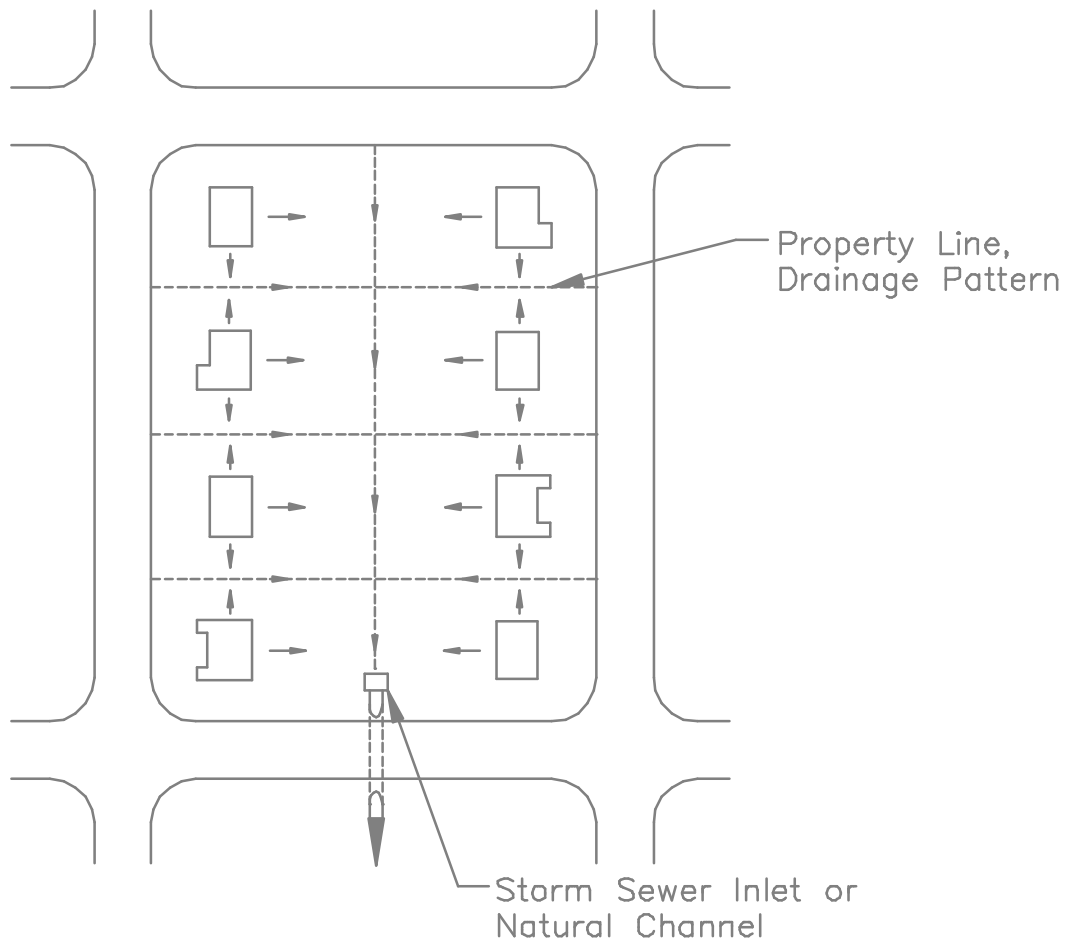 Property Line,
Drainage Pattern
Storm Sewer Inlet or
Natural Channel